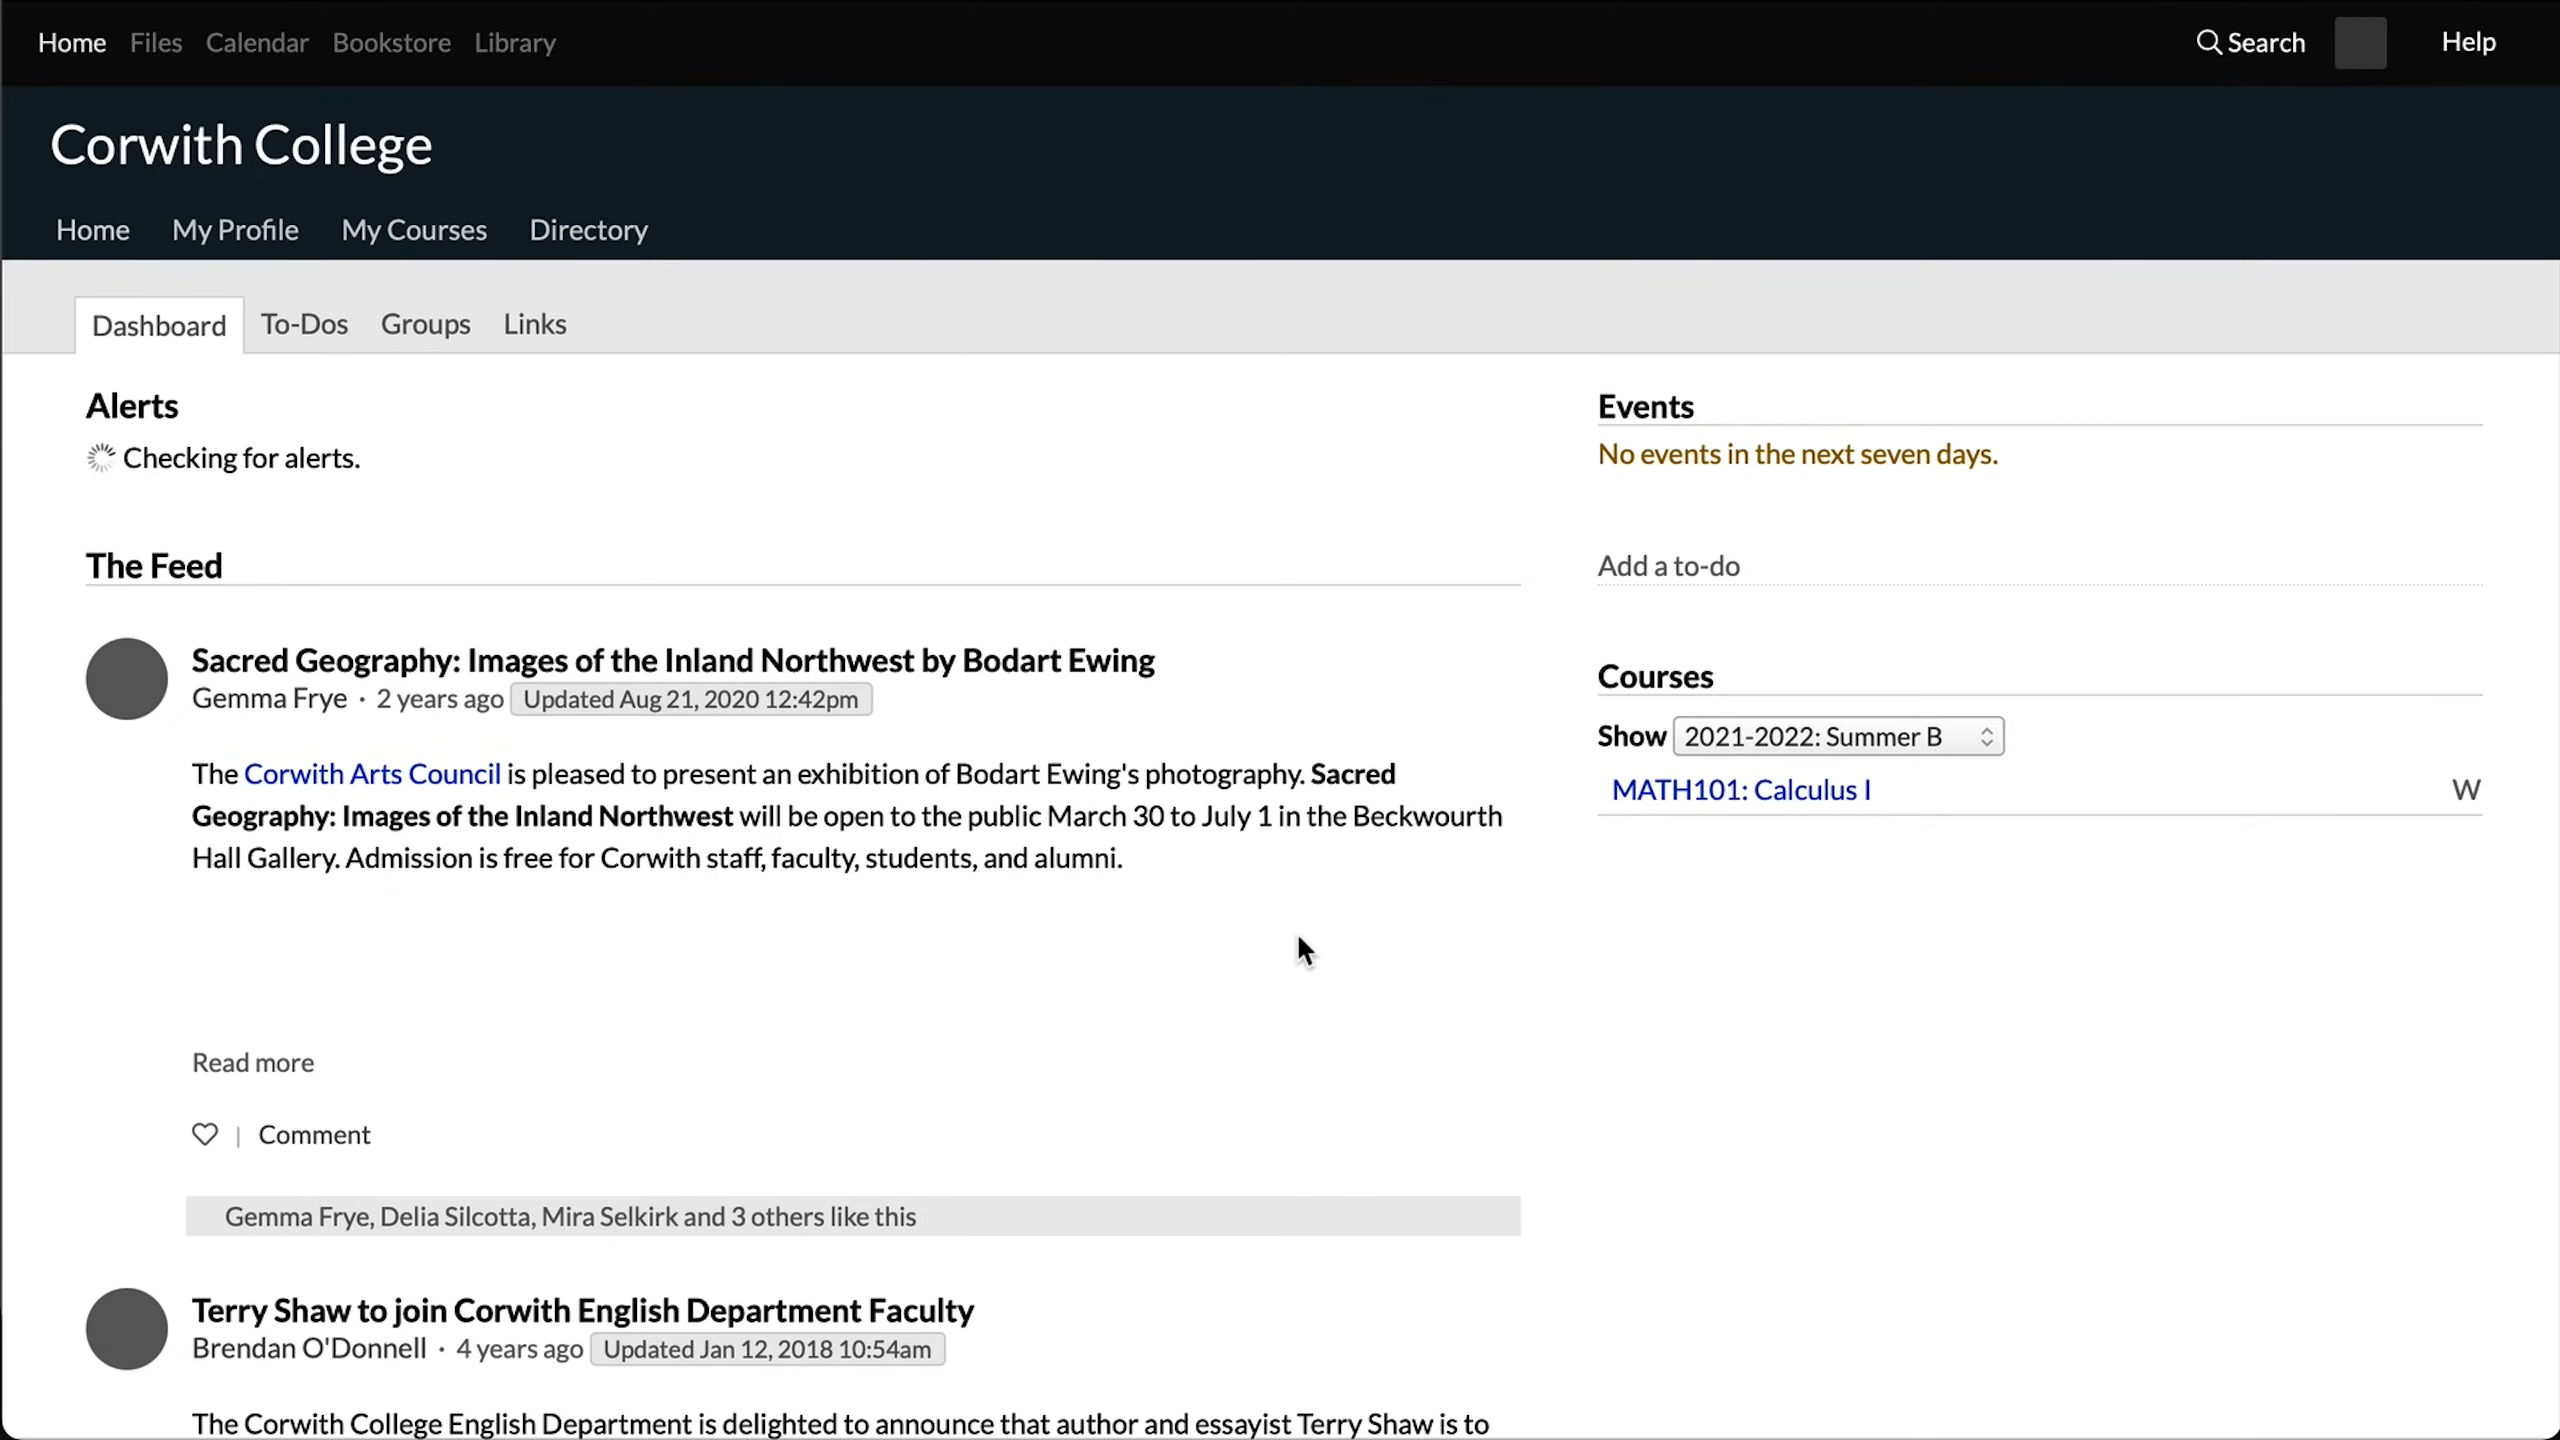 Home Files Calendar Bookstore Library Search Help
Corwith College
Home My Profile My Courses Directory
Dashboard To-Dos Groups Links
Alerts
Checking for alerts.
The Feed
Sacred Geography: Images of the Inland Northwest by Bodart Ewing
Gemma Frye · 2 years ago Updated Aug 21, 2020 12:42pm
The Corwith Arts Council is pleased to present an exhibition of Bodart Ewing's photography. Sacred
Geography: Images of the Inland Northwest will be open to the public March 30 to July 1 in the Beckwourth
Hall Gallery. Admission is free for Corwith staff, faculty, students, and alumni.
Read more
| Comment
Gemma Frye, Delia Silcotta, Mira Selkirk and 3 others like this
Terry Shaw to join Corwith English Department Faculty
Brendan O'Donnell · 4 years ago Updated Jan 12, 2018 10:54am
The Corwith College English Department is delighted to announce that author and essayist Terry Shaw is to
Events
No events in the next seven days.
Add a to-do
Courses
Show 2021-2022: Summer B
MATH101: Calculus I W